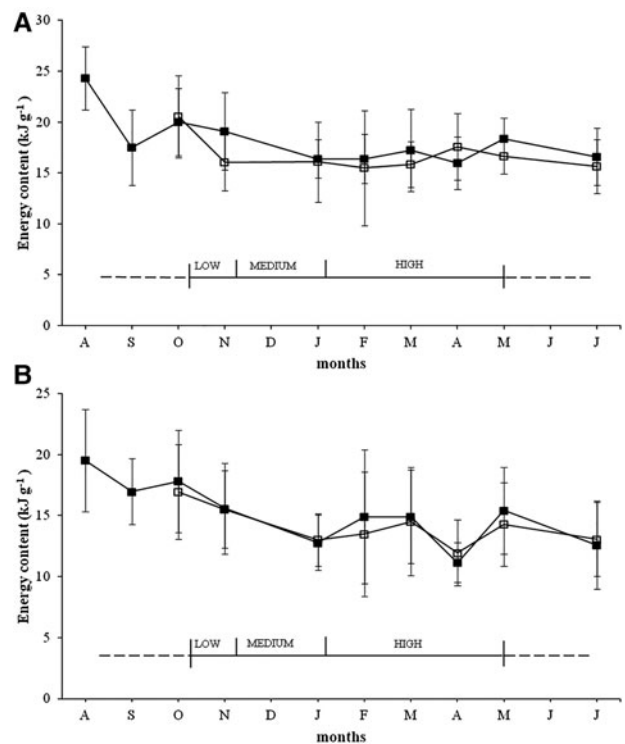 A
30
25
20
15
10
5
0
Energy content (kJ g⁻¹)
LOW MEDIUM HIGH
A S O N D J F M A M J J
months
B
25
20
15
10
5
0
Energy content (kJ g⁻¹)
LOW MEDIUM HIGH
A S O N D J F M A M J J
months